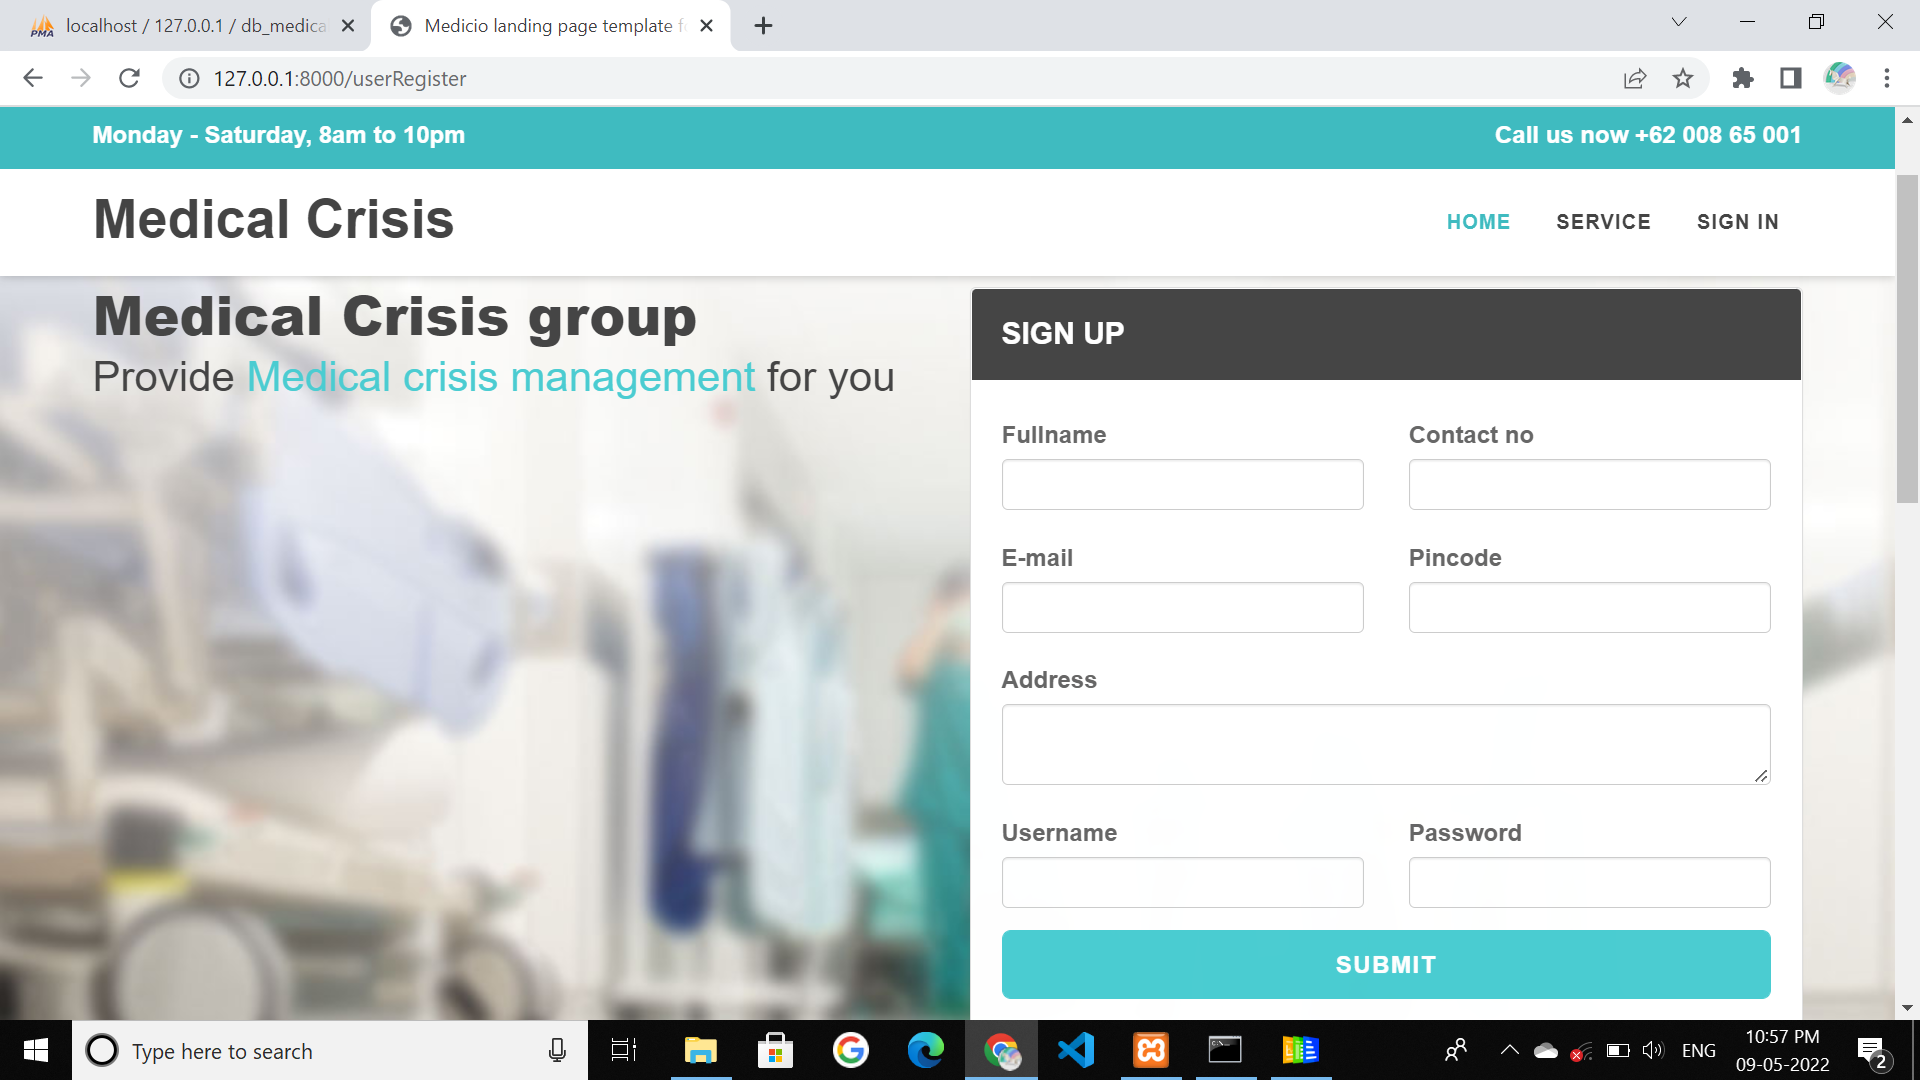 localhost / 127.0.0.1 / db_medica
Medicio landing page template f
127.0.0.1:8000/userRegister
Monday - Saturday, 8am to 10pm
Call us now +62 008 65 001
Medical Crisis
HOME
SERVICE
SIGN IN
Medical Crisis group
Provide Medical crisis management for you
SIGN UP
Fullname
Contact no
E-mail
Pincode
Address
Username
Password
SUBMIT
Type here to search
ENG
10:57 PM
09-05-2022
2